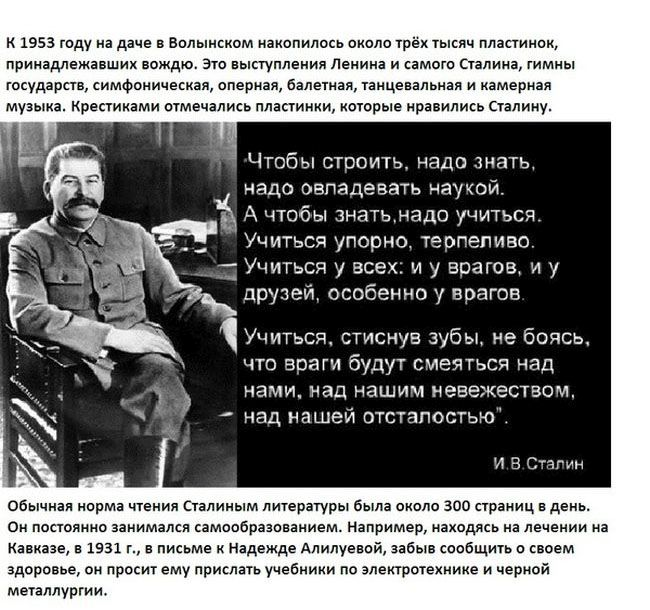 К 1953 году на даче в Волынском накопилось около трёх тысяч пластинок,
принадлежавших вождю. Это выступления Ленина и самого Сталина, гимны
государств, симфоническая, оперная, балетная, танцевальная и камерная
музыка. Крестиками отмечались пластинки, которые нравились Сталину.
"Чтобы строить, надо знать,
надо овладевать наукой.
А чтобы знать,надо учиться.
Учиться упорно, терпеливо.
Учиться у всех: и у врагов, и у
друзей, особенно у врагов.
Учиться, стиснув зубы, не боясь,
что враги будут смеяться над
нами, над нашим невежеством,
над нашей отсталостью".
И.В.Сталин
Обычная норма чтения Сталиным литературы была около 300 страниц в день.
Он постоянно занимался самообразованием. Например, находясь на лечении на
Кавказе, в 1931 г., в письме к Надежде Алилуевой, забыв сообщить о своем
здоровье, он просит ему прислать учебники по электротехнике и черной
металлургии.